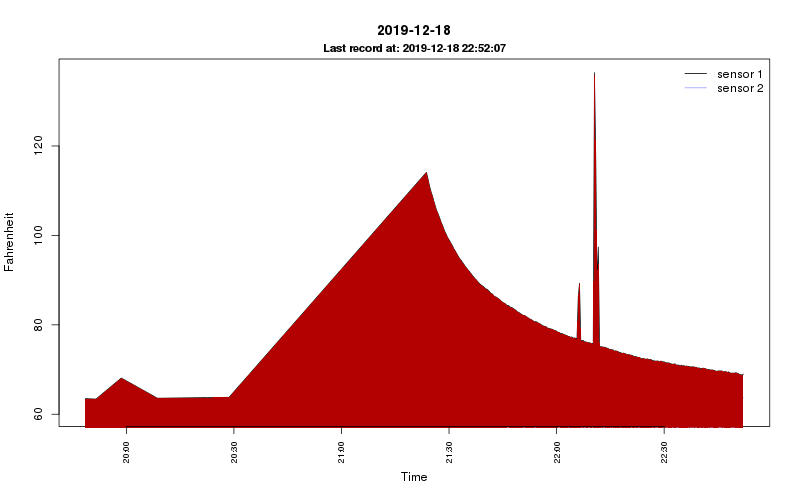 2019-12-18
Last record at: 2019-12-18 22:52:07
sensor 1
sensor 2
Fahrenheit
120
100
80
60
20:00
20:30
21:00
21:30
22:00
22:30
Time